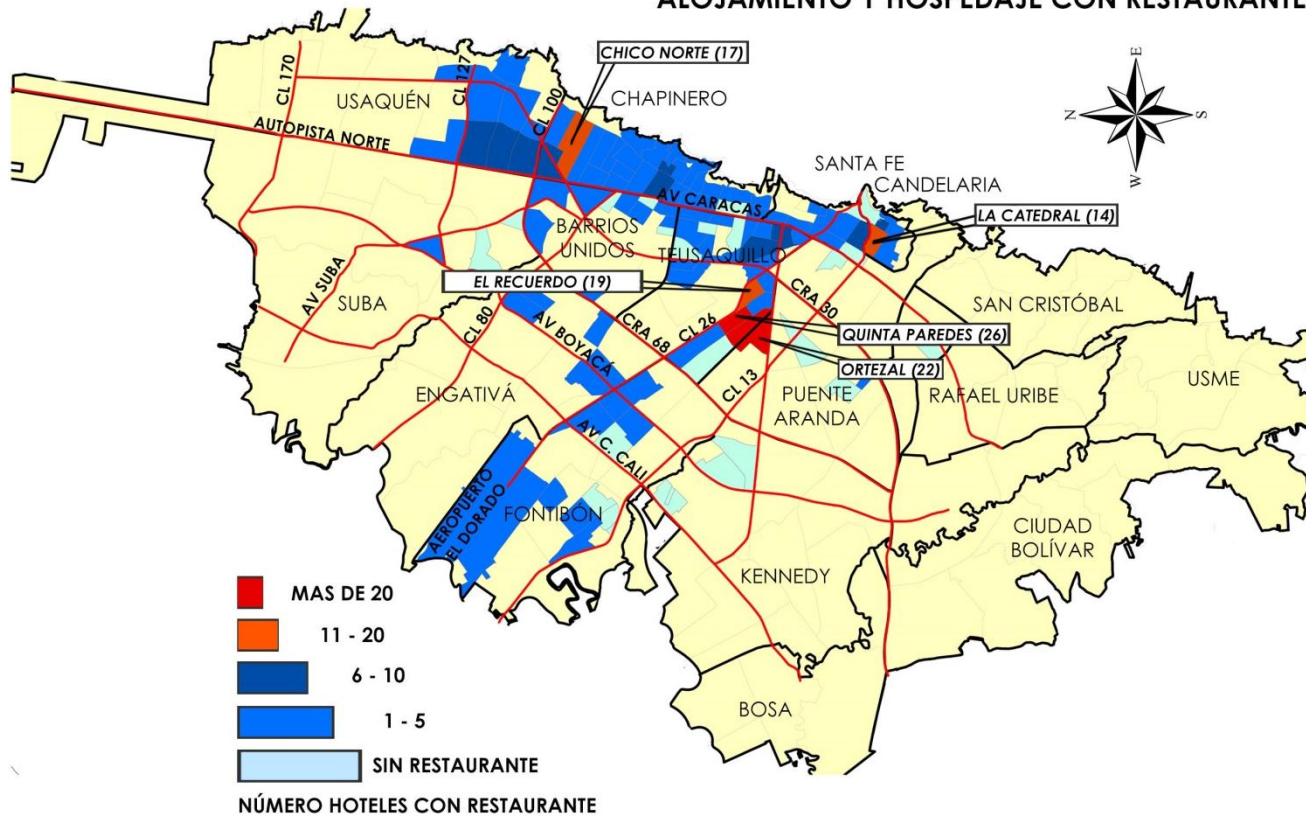 ALOJAMIENTO Y HOSPEDAJE CON RESTAURANTE
CHICO NORTE (17)
CL 170
CL 127
CL 100
USAQUÉN
CHAPINERO
AUTOPISTA NORTE
N
E
S
W
SANTA FE
CANDELARIA
AV CARACAS
LA CATEDRAL (14)
BARRIOS
UNIDOS
TEUSAQUILLO
EL RECUERDO (19)
AV SUBA
SUBA
CL 80
AV BOYACÁ
CRA 68
CL 26
CRA 30
SAN CRISTÓBAL
QUINTA PAREDES (26)
ORTEZAL (22)
CL 13
ENGATIVÁ
PUENTE
ARANDA
RAFAEL URIBE
USME
AV C. CALI
AEROPUERTO
EL DORADO
FONTIBÓN
KENNEDY
CIUDAD
BOLÍVAR
BOSA
MAS DE 20
11 - 20
6 - 10
1 - 5
SIN RESTAURANTE
NÚMERO HOTELES CON RESTAURANTE